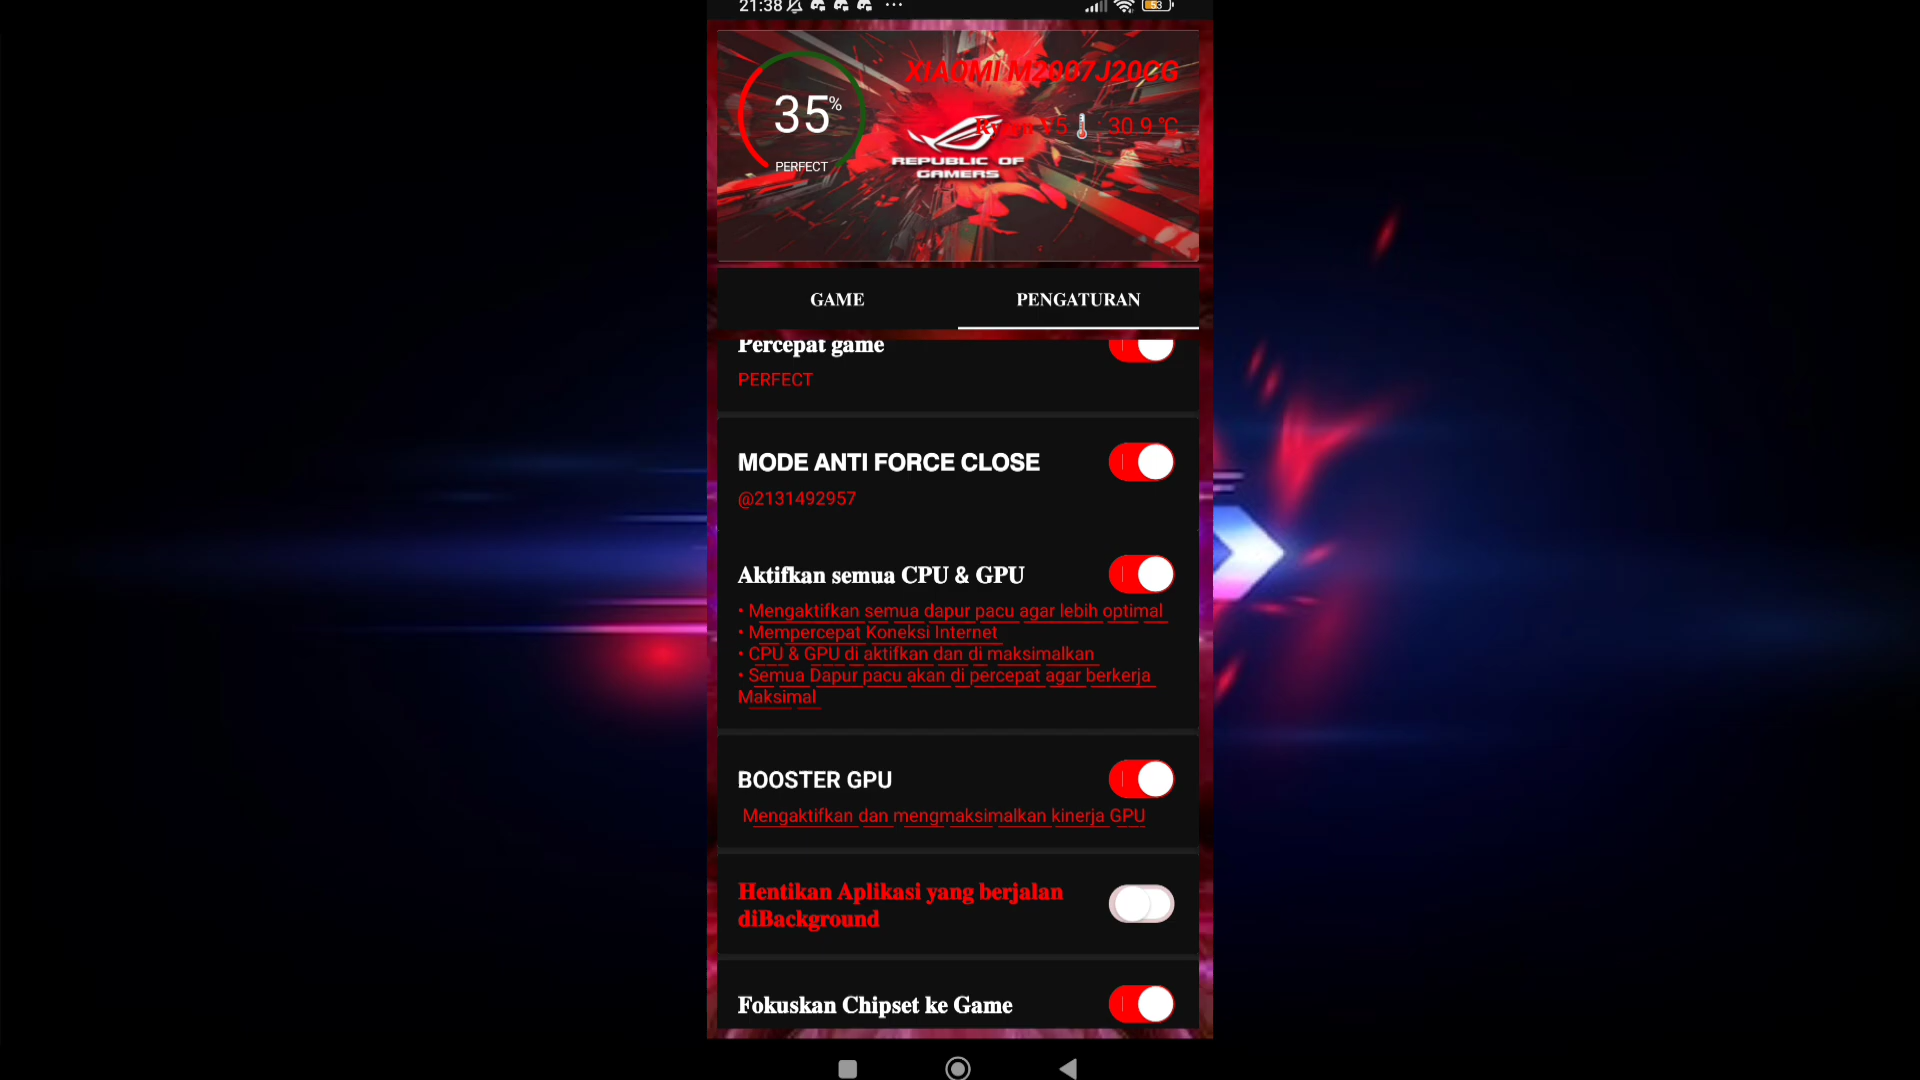 21:38
53
35%
PERFECT
XIAOMI M2007J20CG
V5 30.9 °C
REPUBLIC OF
GAMERS
GAME
PENGATURAN
Percepat game
PERFECT
MODE ANTI FORCE CLOSE
@2131492957
Aktifkan semua CPU & GPU
• Mengaktifkan semua dapur pacu agar lebih optimal
• Mempercepat Koneksi Internet
• CPU & GPU di aktifkan dan di maksimalkan
• Semua Dapur pacu akan di percepat agar berkerja
Maksimal
BOOSTER GPU
Mengaktifkan dan mengmaksimalkan kinerja GPU
Hentikan Aplikasi yang berjalan
diBackground
Fokuskan Chipset ke Game